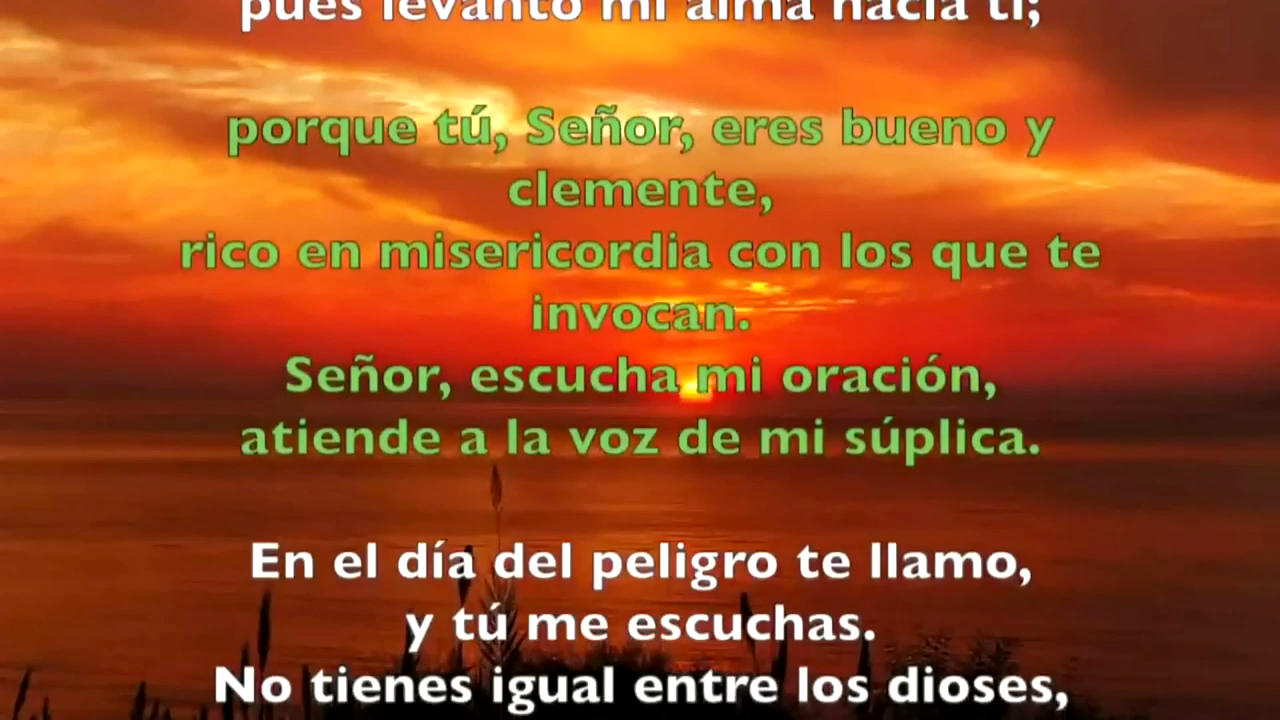 pues levanto mi alma hacia ti;
porque tú, Señor, eres bueno y
clemente,
rico en misericordia con los que te
invocan.
Señor, escucha mi oración,
atiende a la voz de mi súplica.
En el día del peligro te llamo,
y tú me escuchas.
No tienes igual entre los dioses,